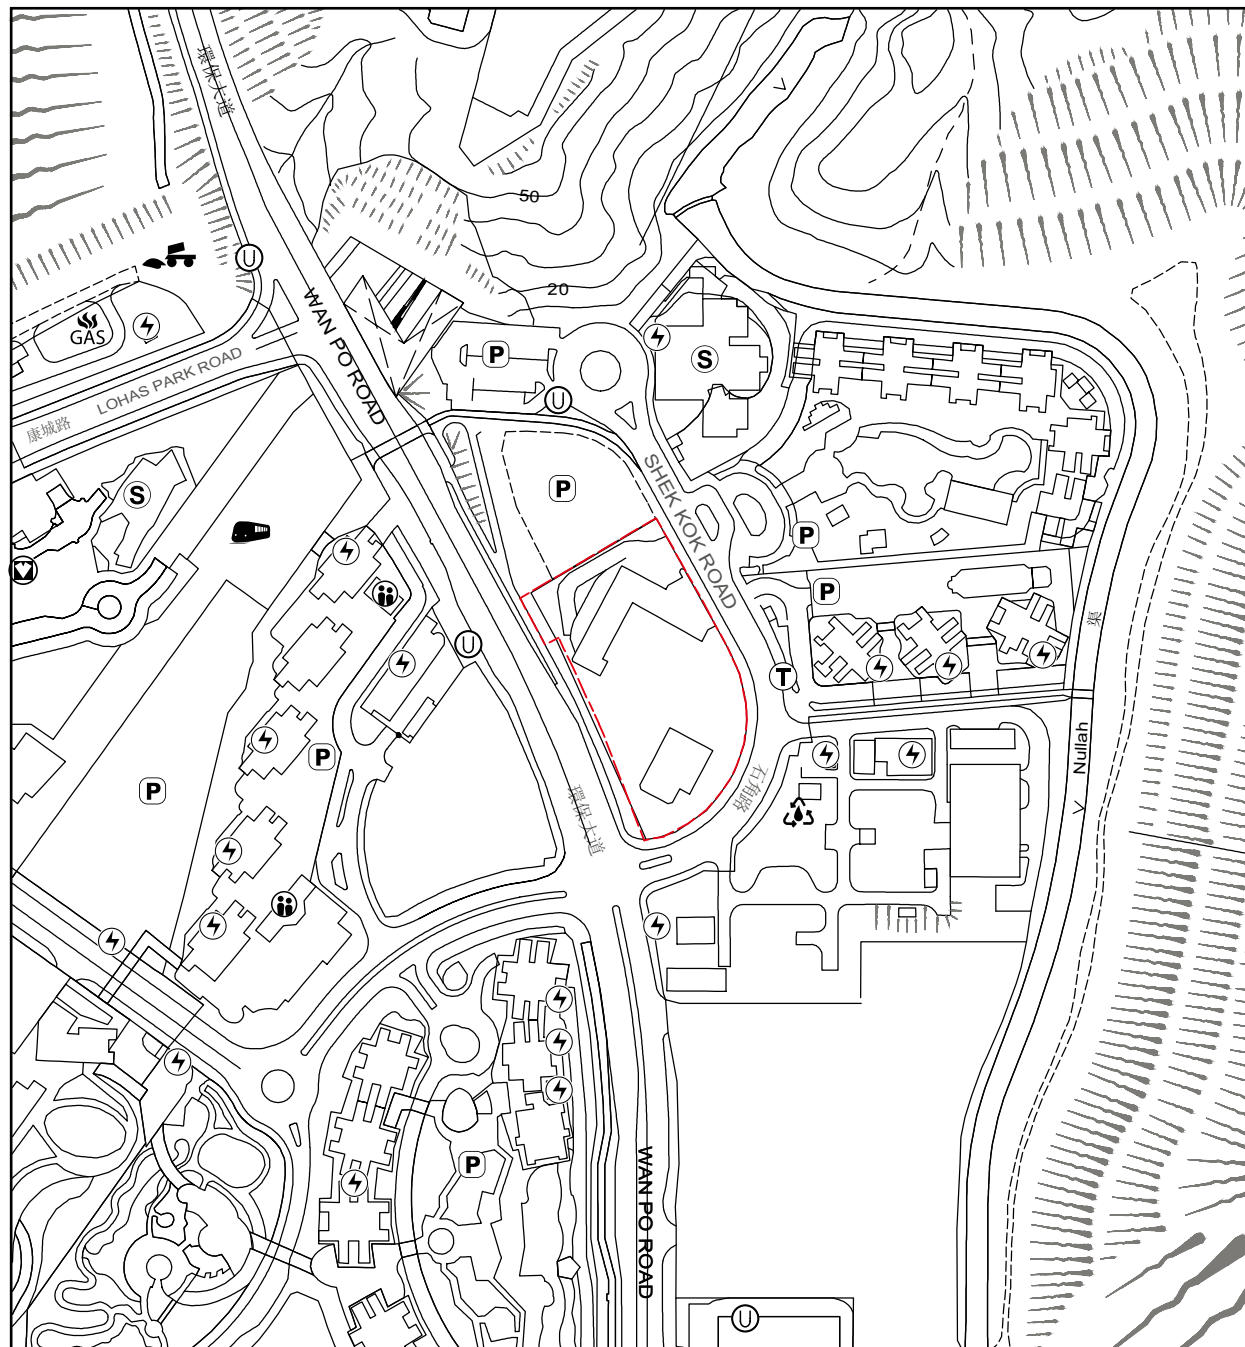 環保大道
50
20
U
WAN PO ROAD
GAS
P
S
LOHAS PARK ROAD
康城路
U
SHEK KOK ROAD
S
P
P
P
U
T
渠
Nullah
P
P
環保大道
石角路
P
WAN PO ROAD
U